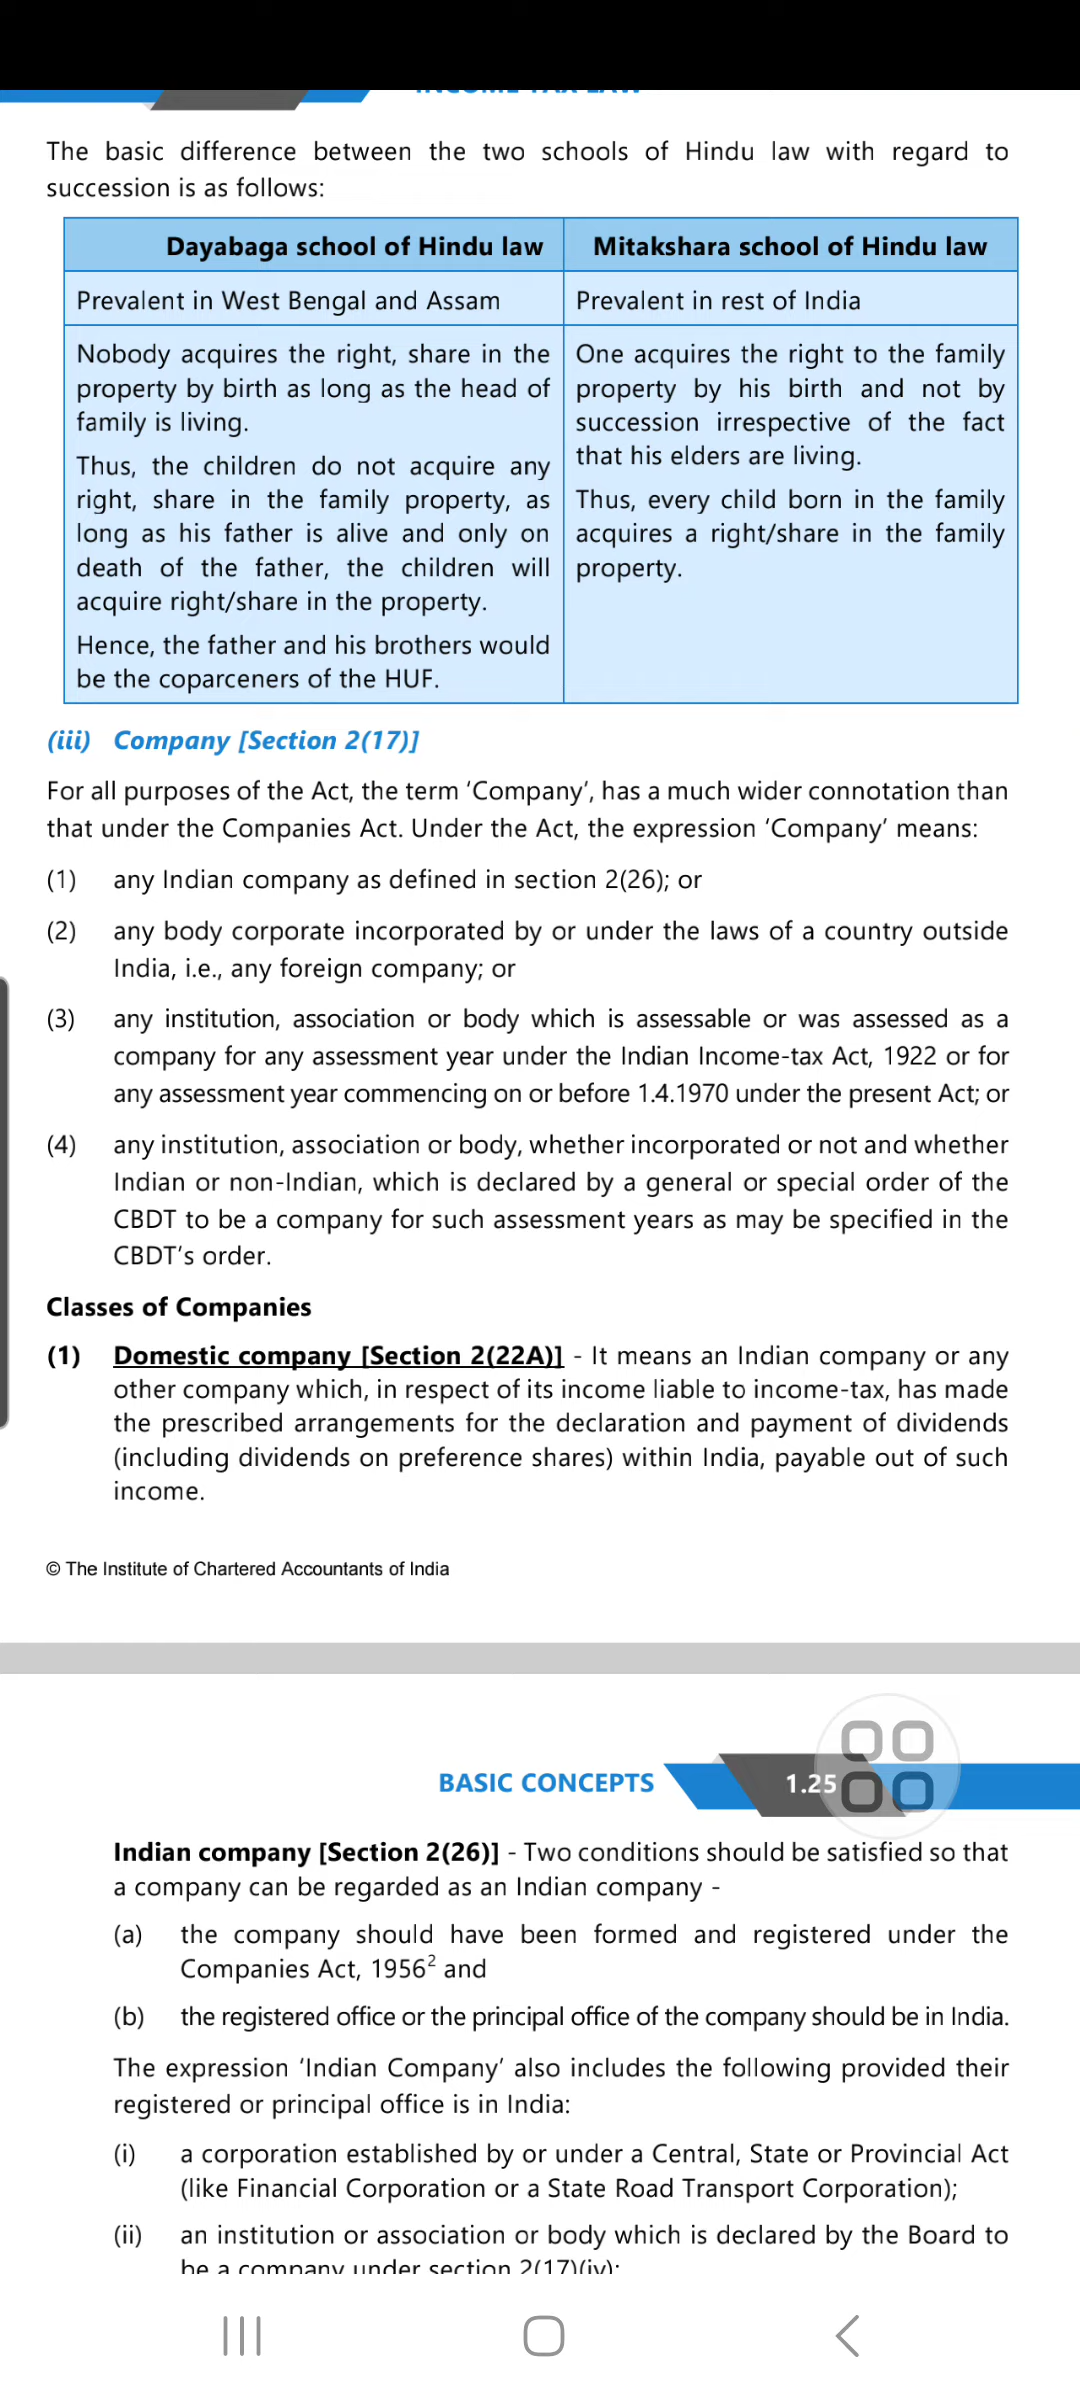 The basic difference between the two schools of Hindu law with regard to
succession is as follows:
Dayabaga school of Hindu law
Mitakshara school of Hindu law
Prevalent in West Bengal and Assam
Prevalent in rest of India
Nobody acquires the right, share in the
property by birth as long as the head of
family is living.
Thus, the children do not acquire any
right, share in the family property, as
long as his father is alive and only on
death of the father, the children will
acquire right/share in the property.
Hence, the father and his brothers would
be the coparceners of the HUF.
One acquires the right to the family
property by his birth and not by
succession irrespective of the fact
that his elders are living.
Thus, every child born in the family
acquires a right/share in the family
property.
(iii) Company [Section 2(17)]
For all purposes of the Act, the term ‘Company’, has a much wider connotation than
that under the Companies Act. Under the Act, the expression ‘Company’ means:
(1) any Indian company as defined in section 2(26); or
(2) any body corporate incorporated by or under the laws of a country outside
India, i.e., any foreign company; or
(3) any institution, association or body which is assessable or was assessed as a
company for any assessment year under the Indian Income-tax Act, 1922 or for
any assessment year commencing on or before 1.4.1970 under the present Act; or
(4) any institution, association or body, whether incorporated or not and whether
Indian or non-Indian, which is declared by a general or special order of the
CBDT to be a company for such assessment years as may be specified in the
CBDT’s order.
Classes of Companies
(1) Domestic company [Section 2(22A)] - It means an Indian company or any
other company which, in respect of its income liable to income-tax, has made
the prescribed arrangements for the declaration and payment of dividends
(including dividends on preference shares) within India, payable out of such
income.
© The Institute of Chartered Accountants of India
BASIC CONCEPTS 1.25
Indian company [Section 2(26)] - Two conditions should be satisfied so that
a company can be regarded as an Indian company -
(a) the company should have been formed and registered under the
Companies Act, 1956² and
(b) the registered office or the principal office of the company should be in India.
The expression ‘Indian Company’ also includes the following provided their
registered or principal office is in India:
(i) a corporation established by or under a Central, State or Provincial Act
(like Financial Corporation or a State Road Transport Corporation);
(ii) an institution or association or body which is declared by the Board to
be a company under section 2(17)(iv);